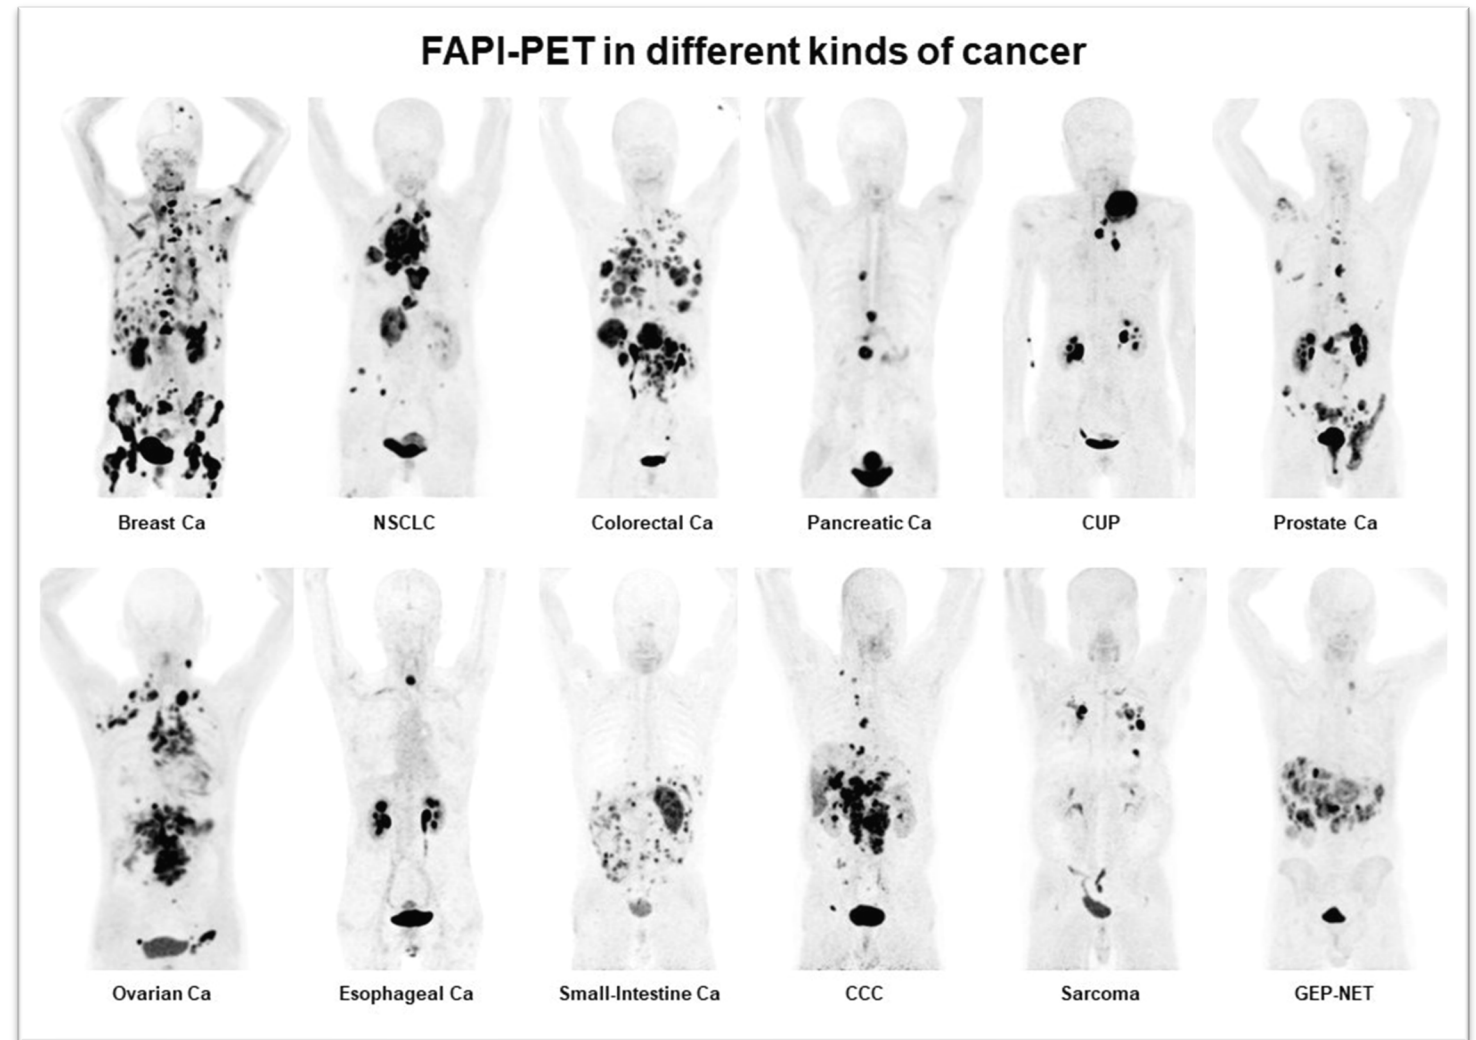 FAPI-PET in different kinds of cancer
Breast Ca
NSCLC
Colorectal Ca
Pancreatic Ca
CUP
Prostate Ca
Ovarian Ca
Esophageal Ca
Small-Intestine Ca
CCC
Sarcoma
GEP-NET